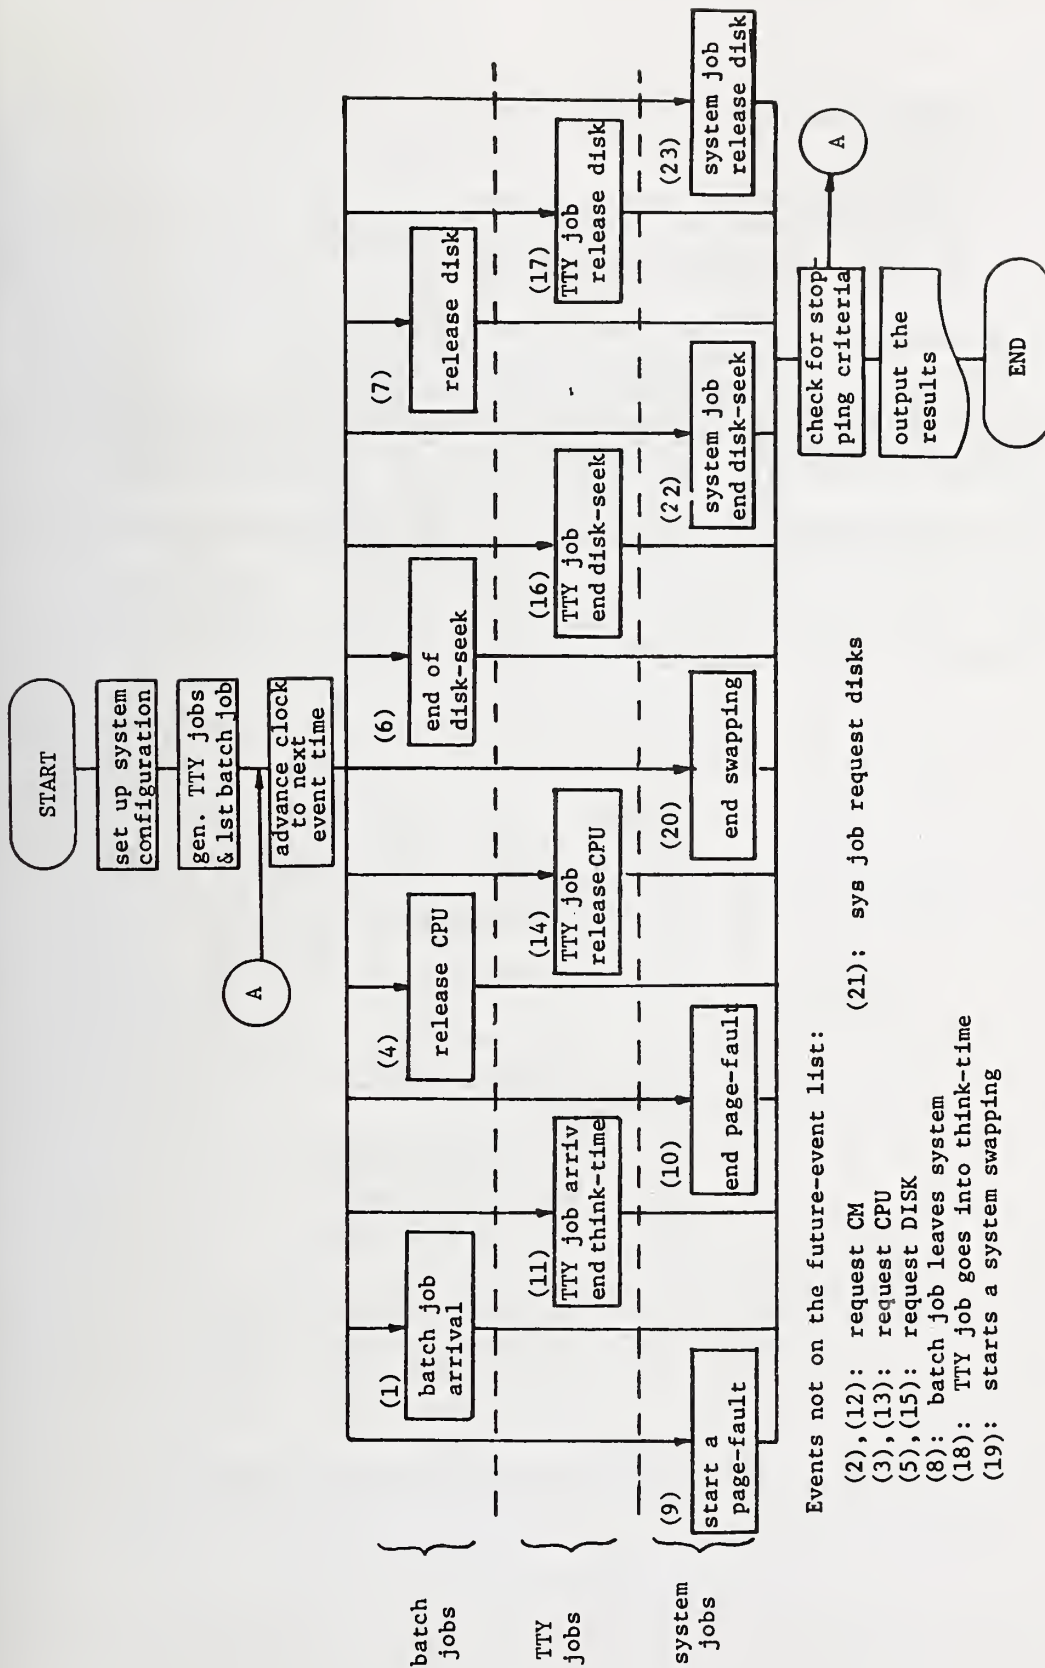 START
set up system
configuration
gen. TTY jobs
& 1st batch job
A
advance clock
to next
event time
batch
jobs
(1)
batch job
arrival
(4)
release CPU
(6)
end of
disk-seek
(7)
release disk
TTY
jobs
(11)
TTY job arriv
end think-time
(14)
TTY job
release CPU
(16)
TTY job
end disk-seek
(17)
TTY job
release disk
system
jobs
(9)
start a
page-fault
(10)
end page-fault
(20)
end swapping
(22)
system job
end disk-seek
(23)
system job
release disk
check for stop-
ping criteria
A
output the
results
END
Events not on the future-event list:
(2),(12): request CM
(3),(13): request CPU
(5),(15): request DISK
(8): batch job leaves system
(18): TTY job goes into think-time
(19): starts a system swapping
(21): sys job request disks